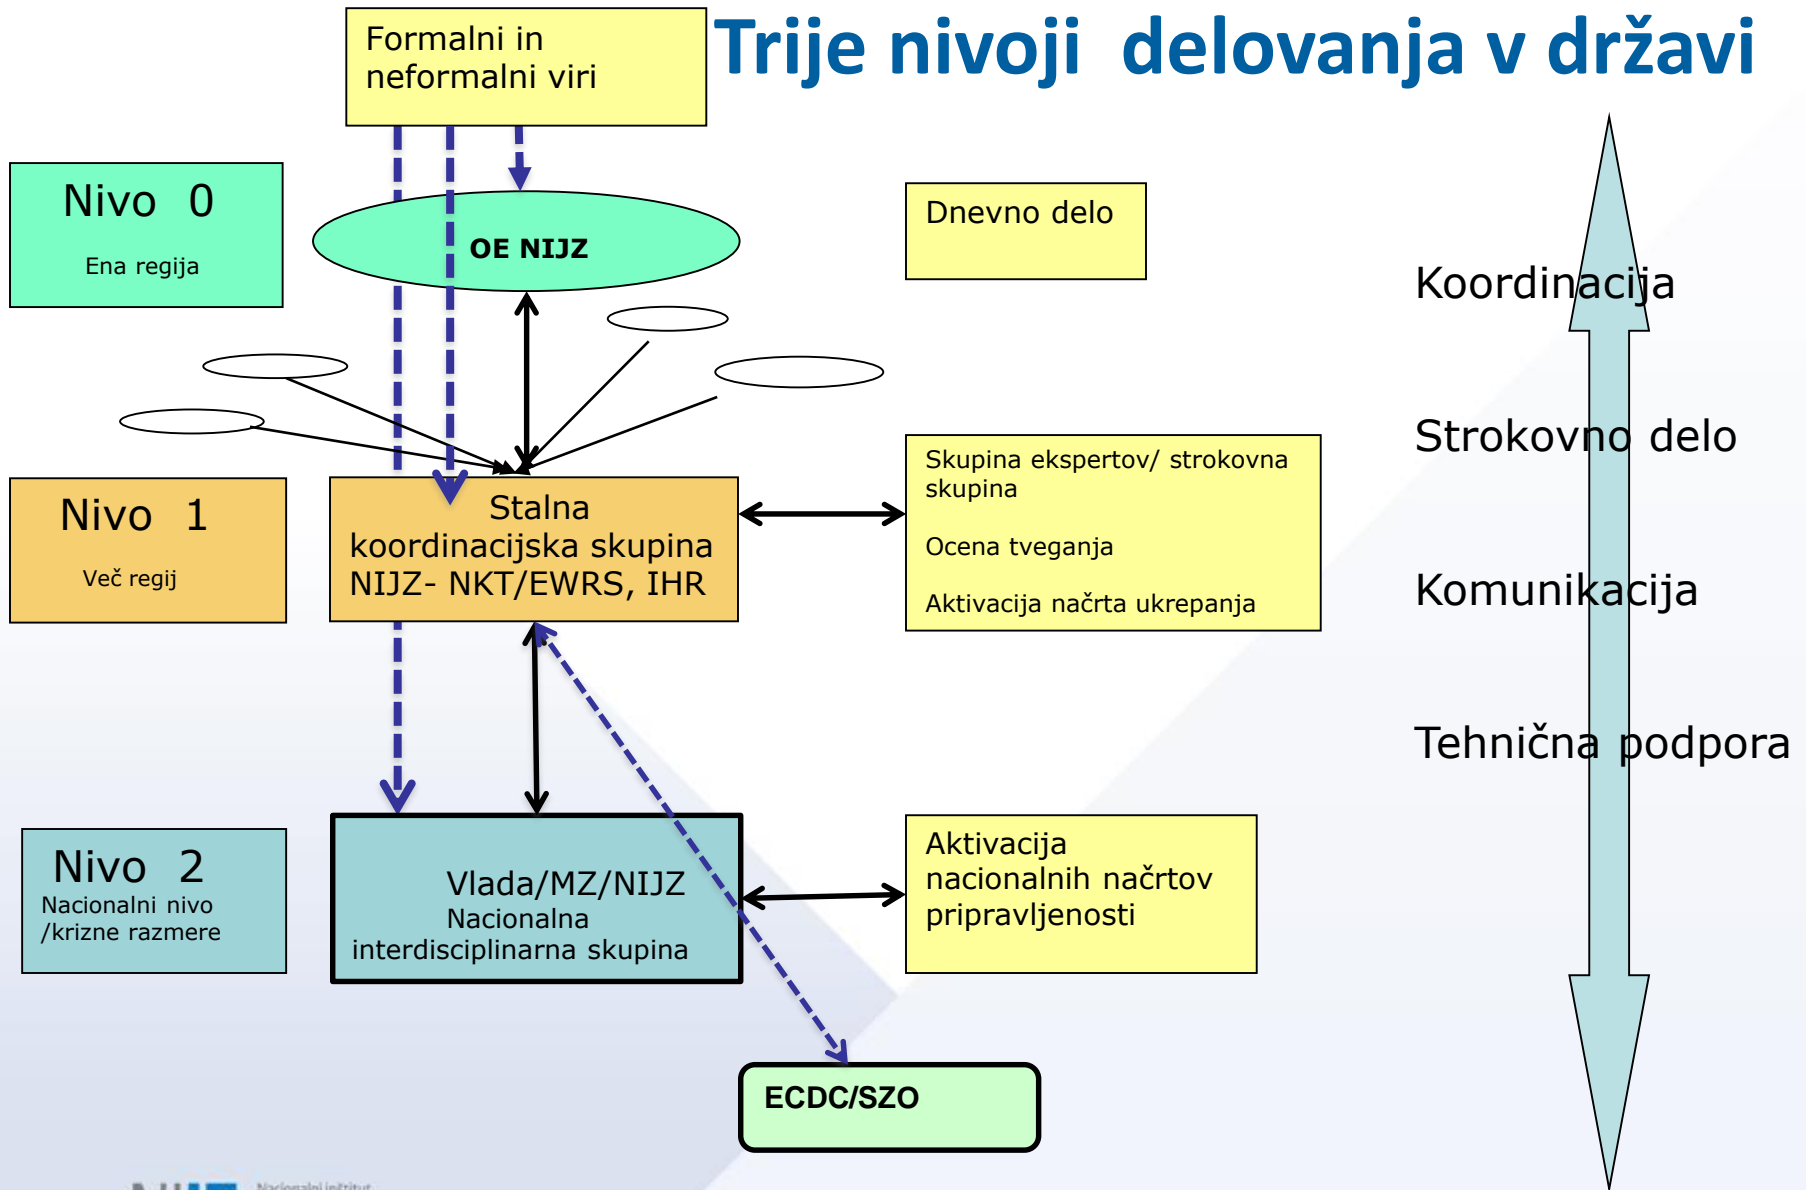 Trije nivoji delovanja v državi
Formalni in
neformalni viri
Nivo 0
Ena regija
OE NIJZ
Dnevno delo
Koordinacija
Strokovno delo
Komunikacija
Tehnična podpora
Nivo 1
Več regij
Stalna
koordinacijska skupina
NIJZ- NKT/EWRS, IHR
Skupina ekspertov/ strokovna
skupina
Ocena tveganja
Aktivacija načrta ukrepanja
Nivo 2
Nacionalni nivo
/krizne razmere
Vlada/MZ/NIJZ
Nacionalna
interdisciplinarna skupina
Aktivacija
nacionalnih načrtov
pripravljenosti
ECDC/SZO
Nacionalni inštitut